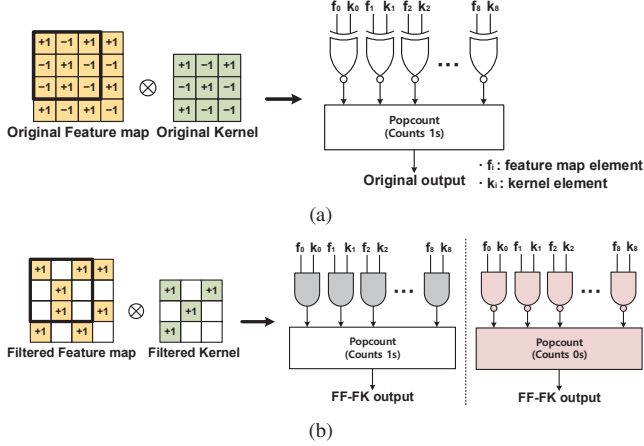 +1 −1 +1 +1
−1 +1 −1 −1
−1 +1 −1 −1
+1 −1 +1 −1
Original Feature map
⊗
+1 −1 +1
−1 +1 −1
+1 −1 −1
Original Kernel
f0 k0 f1 k1 f2 k2 ... f8 k8
Popcount
(Counts 1s)
Original output
· fi : feature map element
· ki : kernel element
(a)
+1 +1 +1
+1
+1
+1 +1
Filtered Feature map
⊗
+1 +1
+1
+1
Filtered Kernel
f0 k0 f1 k1 f2 k2 ... f8 k8
Popcount
(Counts 1s)
FF-FK output
f0 k0 f1 k1 f2 k2 ... f8 k8
Popcount
(Counts 0s)
FF-FK output
(b)